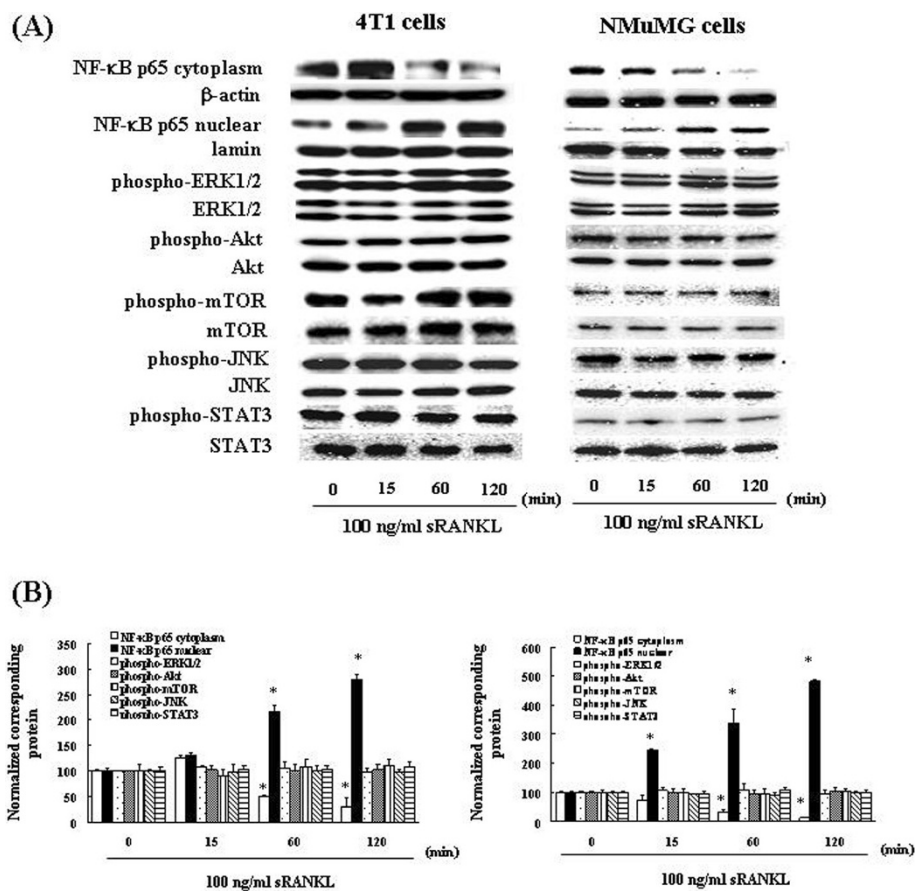 (A)
4T1 cells
NMuMG cells
NF-κB p65 cytoplasm
β-actin
NF-κB p65 nuclear
lamin
phospho-ERK1/2
ERK1/2
phospho-Akt
Akt
phospho-mTOR
mTOR
phospho-JNK
JNK
phospho-STAT3
STAT3
0 15 60 120 (min)
100 ng/ml sRANKL
0 15 60 120 (min)
100 ng/ml sRANKL
(B)
Normalized corresponding
protein
350
300
250
200
150
100
50
0
NF-κB p65 cytoplasm
NF-κB p65 nuclear
phospho-ERK1/2
phospho-Akt
phospho-mTOR
phospho-JNK
phospho-STAT3
* * * *
0 15 60 120
(min)
100 ng/ml sRANKL
Normalized corresponding
protein
600
500
400
300
200
100
0
NF-κB p65 cytoplasm
NF-κB p65 nuclear
phospho-ERK1/2
phospho-Akt
phospho-mTOR
phospho-JNK
phospho-STAT3
* * * * *
0 15 60 120
(min)
100 ng/ml sRANKL